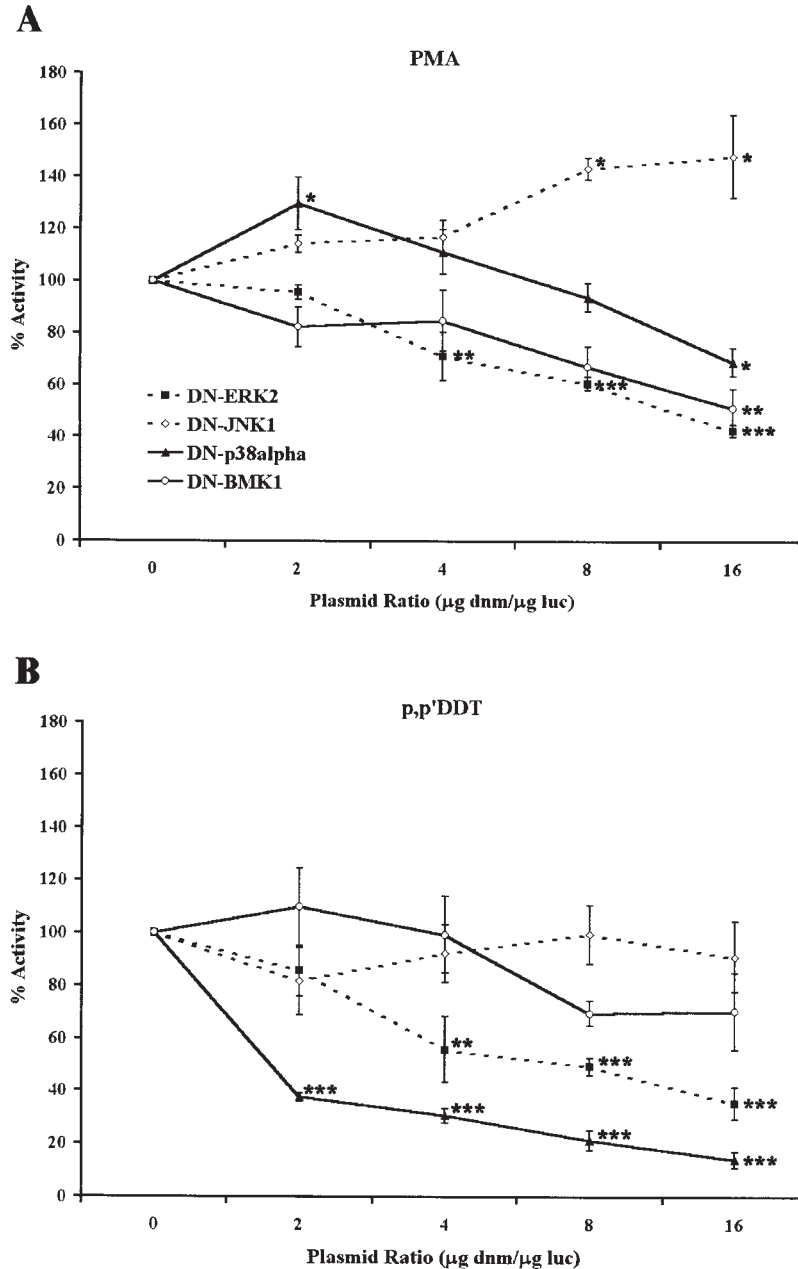 A
PMA
180
160
140
120
100
80
60
40
20
0
% Activity
*
*
*
**
***
*
**
***
DN-ERK2
DN-JNK1
DN-p38alpha
DN-BMK1
0 2 4 8 16
Plasmid Ratio (µg dnm/µg luc)
B
p,p'DDT
180
160
140
120
100
80
60
40
20
0
% Activity
**
***
***
***
***
***
***
0 2 4 8 16
Plasmid Ratio (µg dnm/µg luc)